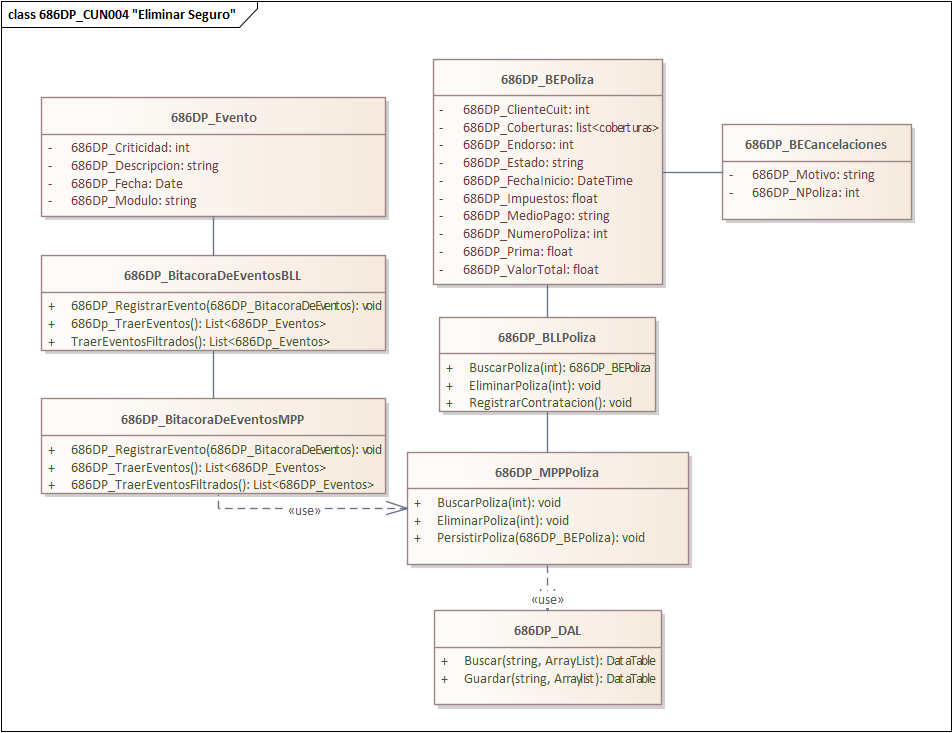 class 686DP_CUN004 "Eliminar Seguro"
686DP_Evento
- 686DP_Criticidad: int
- 686DP_Descripcion: string
- 686DP_Fecha: Date
- 686DP_Modulo: string
686DP_BitacoraDeEventosBLL
+ 686DP_RegistrarEvento(686DP_BitacoraDeEventos): void
+ 686Dp_TraerEventos(): List<686DP_Eventos>
+ TraerEventosFiltrados(): List<686Dp_Eventos>
686DP_BitacoraDeEventosMPP
+ 686DP_RegistrarEvento(686DP_BitacoraDeEventos): void
+ 686DP_TraerEventos(): List<686DP_Eventos>
+ 686DP_TraerEventosFiltrados(): List<686DP_Eventos>
«use»
686DP_BEPoliza
- 686DP_ClienteCuit: int
- 686DP_Coberturas: list<coberturas>
- 686DP_Endorso: int
- 686DP_Estado: string
- 686DP_FechaInicio: DateTime
- 686DP_Impuestos: float
- 686DP_MedioPago: string
- 686DP_NumeroPoliza: int
- 686DP_Prima: float
- 686DP_ValorTotal: float
686DP_BECancelaciones
- 686DP_Motivo: string
- 686DP_NPoliza: int
686DP_BLLPoliza
+ BuscarPoliza(int): 686DP_BEPoliza
+ EliminarPoliza(int): void
+ RegistrarContratacion(): void
686DP_MPPPoliza
+ BuscarPoliza(int): void
+ EliminarPoliza(int): void
+ PersistirPoliza(686DP_BEPoliza): void
«use»
686DP_DAL
+ Buscar(string, ArrayList): DataTable
+ Guardar(string, Arraylist): DataTable